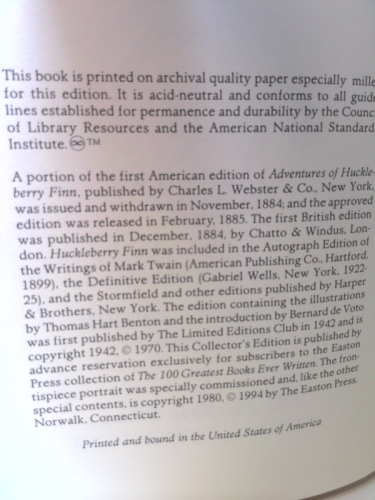 This book is printed on archival quality paper especially mille
for this edition. It is acid-neutral and conforms to all guide
lines established for permanence and durability by the Counc
of Library Resources and the American National Standard
Institute. ♾™
A portion of the first American edition of Adventures of Huckle-
berry Finn, published by Charles L. Webster & Co., New York,
was issued and withdrawn in November, 1884; and the approved
edition was released in February, 1885. The first British edition
was published in December, 1884, by Chatto & Windus, Lon-
don. Huckleberry Finn was included in the Autograph Edition of
the Writings of Mark Twain (American Publishing Co., Hartford,
1899), the Definitive Edition (Gabriel Wells, New York, 1922-
25), and the Stormfield and other editions published by Harper
& Brothers, New York. The edition containing the illustrations
by Thomas Hart Benton and the introduction by Bernard de Voto
was first published by The Limited Editions Club in 1942 and is
copyright 1942, © 1970. This Collector's Edition is published by
advance reservation exclusively for subscribers to the Easton
Press collection of The 100 Greatest Books Ever Written. The fron-
tispiece portrait was specially commissioned and, like the other
special contents, is copyright 1980, © 1994 by The Easton Press,
Norwalk, Connecticut.
Printed and bound in the United States of America